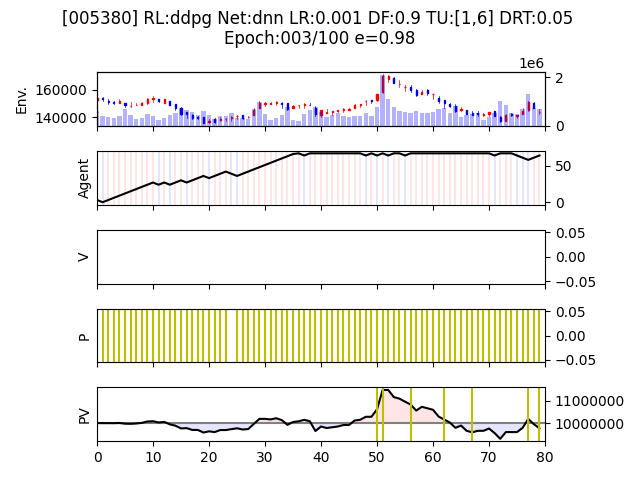 [005380] RL:ddpg Net:dnn LR:0.001 DF:0.9 TU:[1,6] DRT:0.05
Epoch:003/100 e=0.98
1e6
Env.
160000
140000
2
0
Agent
50
0
V
0.05
0.00
−0.05
P
0.05
0.00
−0.05
PV
11000000
10000000
0 10 20 30 40 50 60 70 80